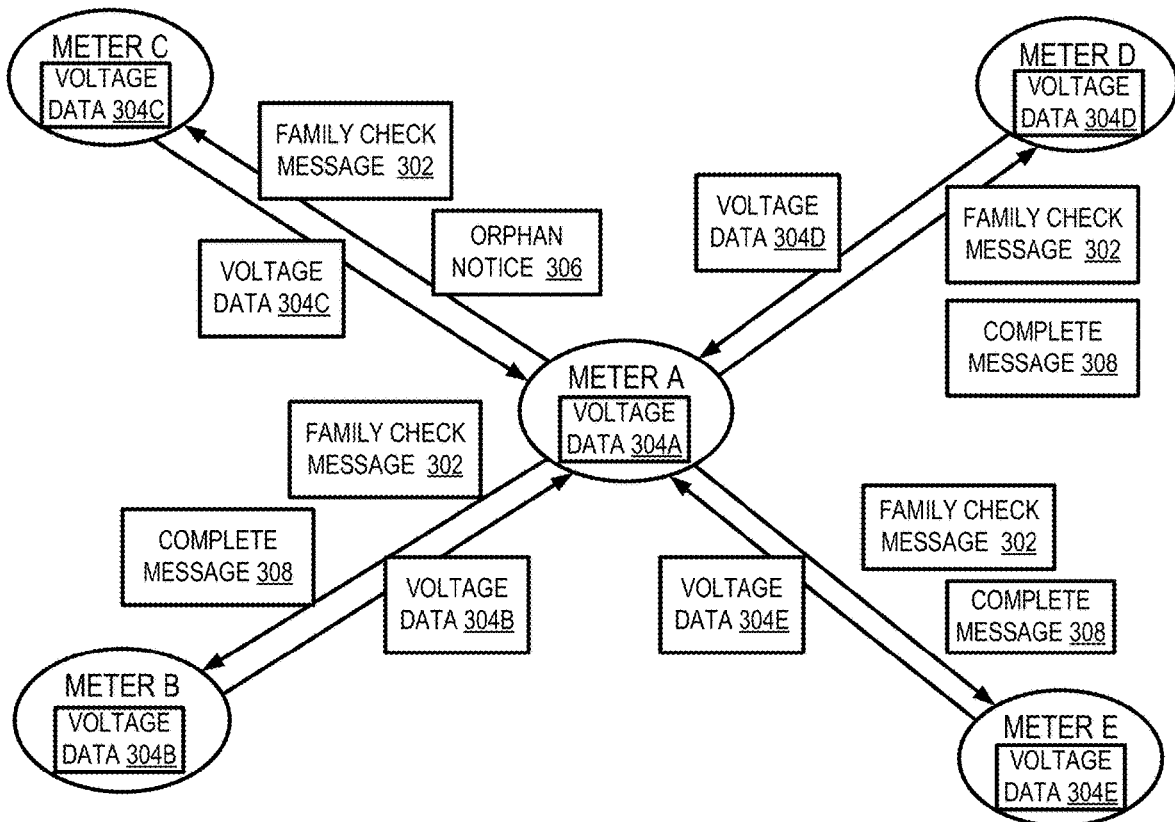 METER C
VOLTAGE
DATA 304C
METER D
VOLTAGE
DATA 304D
FAMILY CHECK
MESSAGE 302
ORPHAN
NOTICE 306
VOLTAGE
DATA 304C
VOLTAGE
DATA 304D
FAMILY CHECK
MESSAGE 302
COMPLETE
MESSAGE 308
METER A
VOLTAGE
DATA 304A
FAMILY CHECK
MESSAGE 302
COMPLETE
MESSAGE 308
VOLTAGE
DATA 304B
VOLTAGE
DATA 304E
FAMILY CHECK
MESSAGE 302
COMPLETE
MESSAGE 308
METER B
VOLTAGE
DATA 304B
METER E
VOLTAGE
DATA 304E